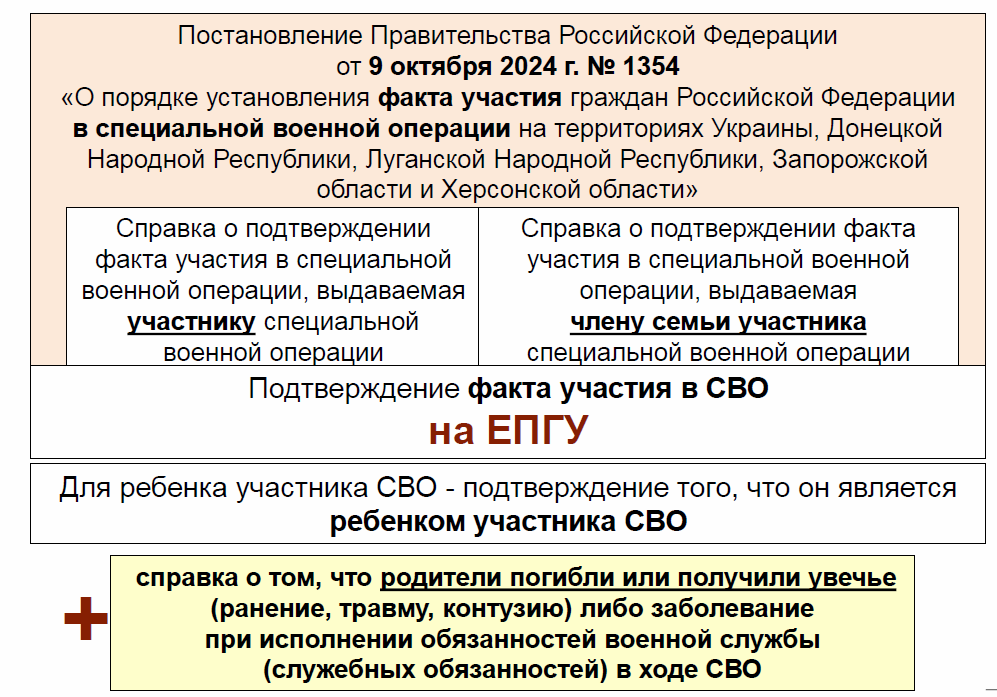 Постановление Правительства Российской Федерации
от 9 октября 2024 г. № 1354
«О порядке установления факта участия граждан Российской Федерации
в специальной военной операции на территориях Украины, Донецкой
Народной Республики, Луганской Народной Республики, Запорожской
области и Херсонской области»
Справка о подтверждении
факта участия в специальной
военной операции, выдаваемая
участнику специальной
военной операции
Справка о подтверждении факта
участия в специальной военной
операции, выдаваемая
члену семьи участника
специальной военной операции
Подтверждение факта участия в СВО
на ЕПГУ
Для ребенка участника СВО - подтверждение того, что он является
ребенком участника СВО
+
справка о том, что родители погибли или получили увечье
(ранение, травму, контузию) либо заболевание
при исполнении обязанностей военной службы
(служебных обязанностей) в ходе СВО